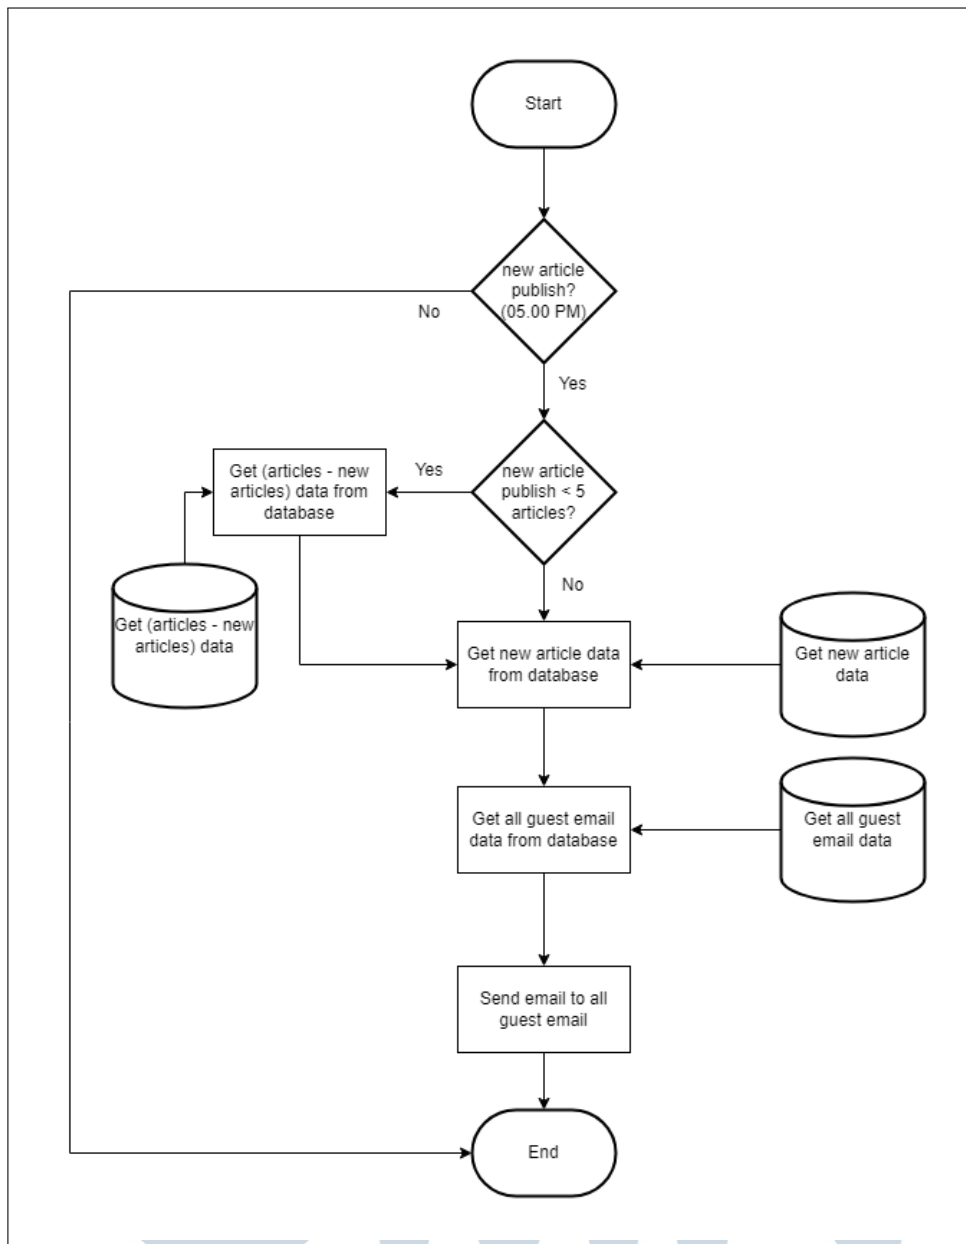 Start
new article
publish?
(05.00 PM)
No
Yes
new article
publish < 5
articles?
Yes
Get (articles - new
articles) data from
database
Get (articles - new
articles) data
No
Get new article data
from database
Get new article
data
Get all guest email
data from database
Get all guest
email data
Send email to all
guest email
End